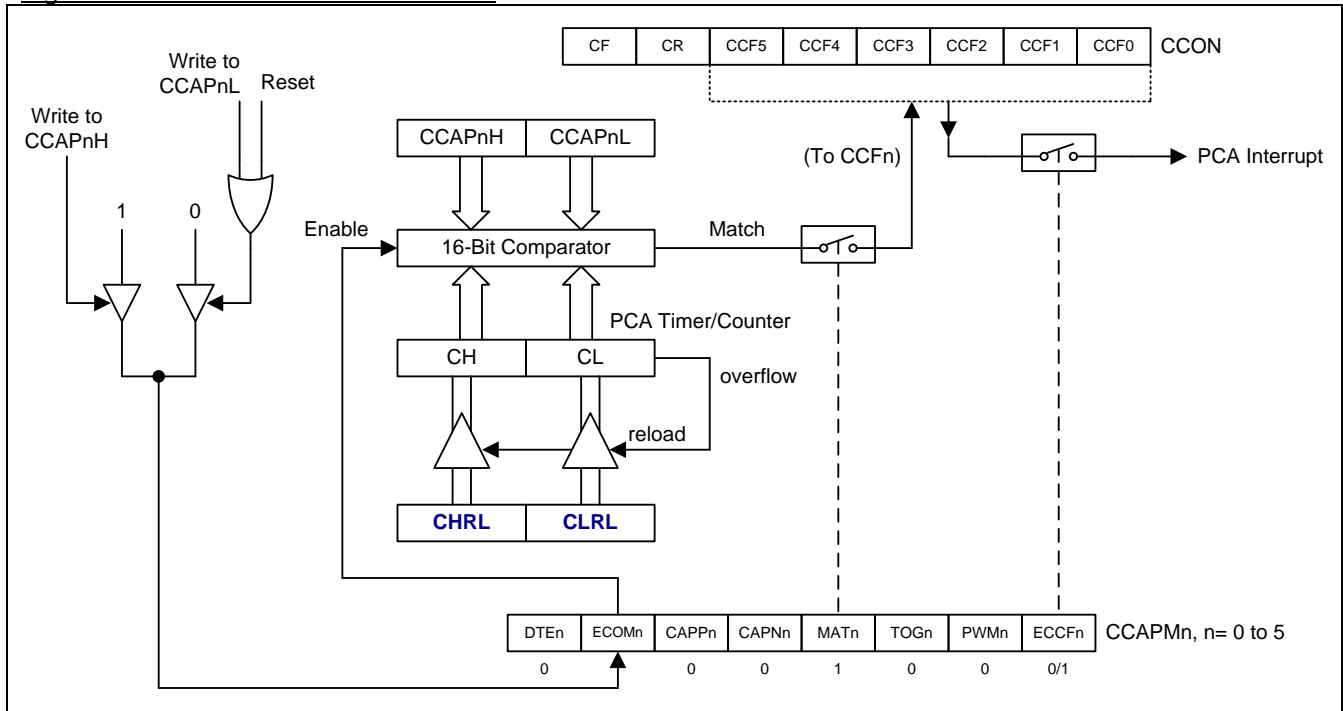 CF CR CCF5 CCF4 CCF3 CCF2 CCF1 CCF0 CCON
Write to
CCAPnL
Reset
Write to
CCAPnH
CCAPnH CCAPnL
(To CCFn)
PCA Interrupt
1 0
Enable
16-Bit Comparator
Match
PCA Timer/Counter
CH CL
overflow
reload
CHRL CLRL
DTEn ECOMn CAPPn CAPNn MATn TOGn PWMn ECCFn CCAPMn, n= 0 to 5
0 0 0 1 0 0 0/1